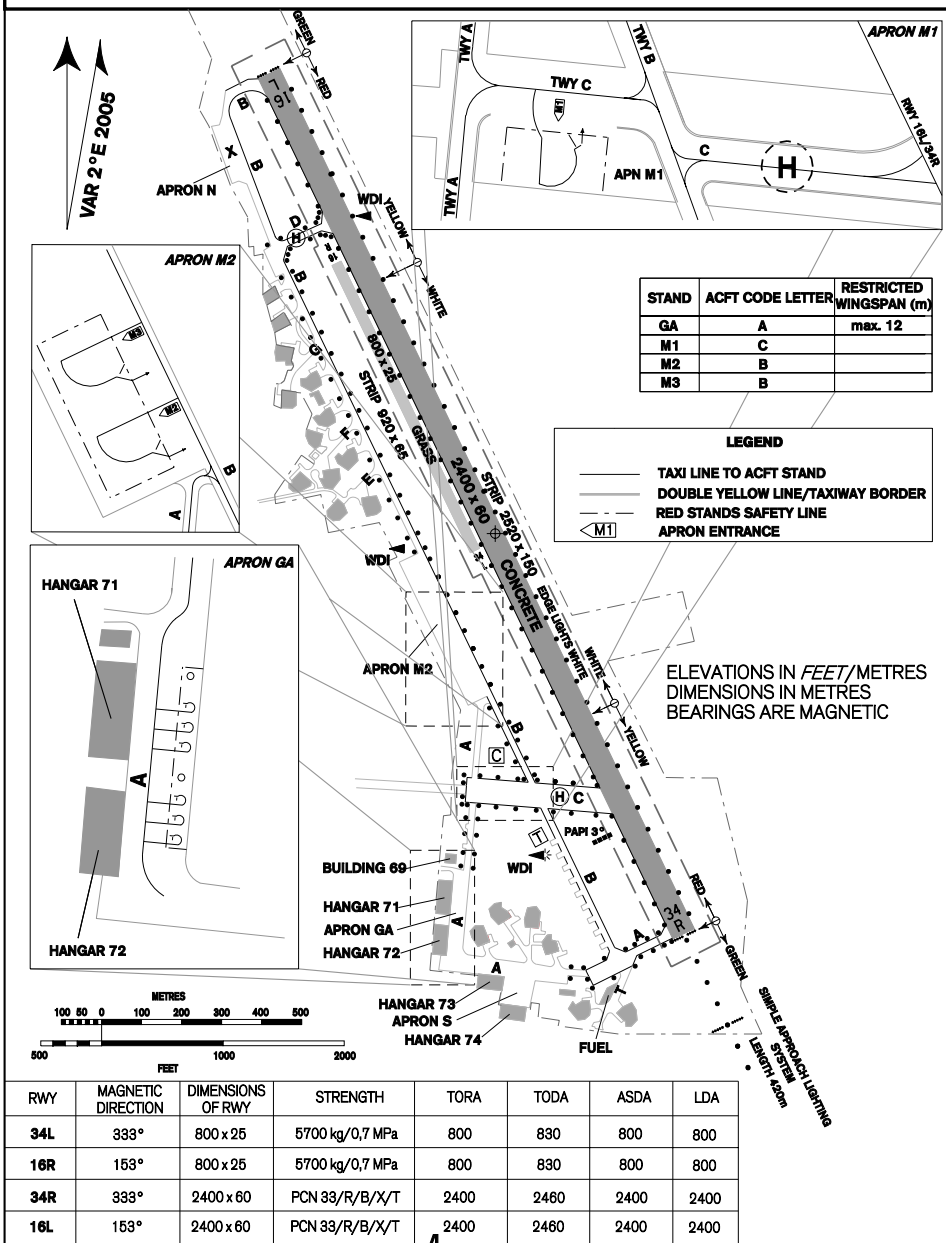 GREEN
RED
16
L
VAR 2°E 2005
B
X
B
APRON N
WDI
YELLOW
D
H
16
R
WHITE
B
APRON M1
TWY A
TWY B
TWY C
M1
C
H
RWY 16L/34R
APN M1
TWY A
APRON M2
M3
M2
B
A
STAND ACFT CODE LETTER RESTRICTED WINGSPAN (m)
GA A max. 12
M1 C
M2 B
M3 B
G
800 x 25
STRIP 920 x 65
F
GRASS
E
2400 x 60
STRIP 2520 x 150
WDI
CONCRETE
EDGE LIGHTS WHITE
LEGEND
TAXI LINE TO ACFT STAND
DOUBLE YELLOW LINE/TAXIWAY BORDER
RED STANDS SAFETY LINE
M1 APRON ENTRANCE
APRON GA
HANGAR 71
A
HANGAR 72
APRON M2
WHITE
YELLOW
ELEVATIONS IN FEET/METRES
DIMENSIONS IN METRES
BEARINGS ARE MAGNETIC
A
B
C
H C
T
PAPI 3°
WDI
B
BUILDING 69
HANGAR 71
APRON GA
HANGAR 72
A
A
HANGAR 73
APRON S
HANGAR 74
FUEL
T
A
34
R
RED
GREEN
SIMPLE APPROACH LIGHTING
SYSTEM
LENGTH 420m
METRES
100 50 0 100 200 300 400 500
500 0 1000 2000
FEET
RWY MAGNETIC DIRECTION DIMENSIONS OF RWY STRENGTH TORA TODA ASDA LDA
34L 333° 800 x 25 5700 kg/0,7 MPa 800 830 800 800
16R 153° 800 x 25 5700 kg/0,7 MPa 800 830 800 800
34R 333° 2400 x 60 PCN 33/R/B/X/T 2400 2460 2400 2400
16L 153° 2400 x 60 PCN 33/R/B/X/T 2400 2460 2400 2400